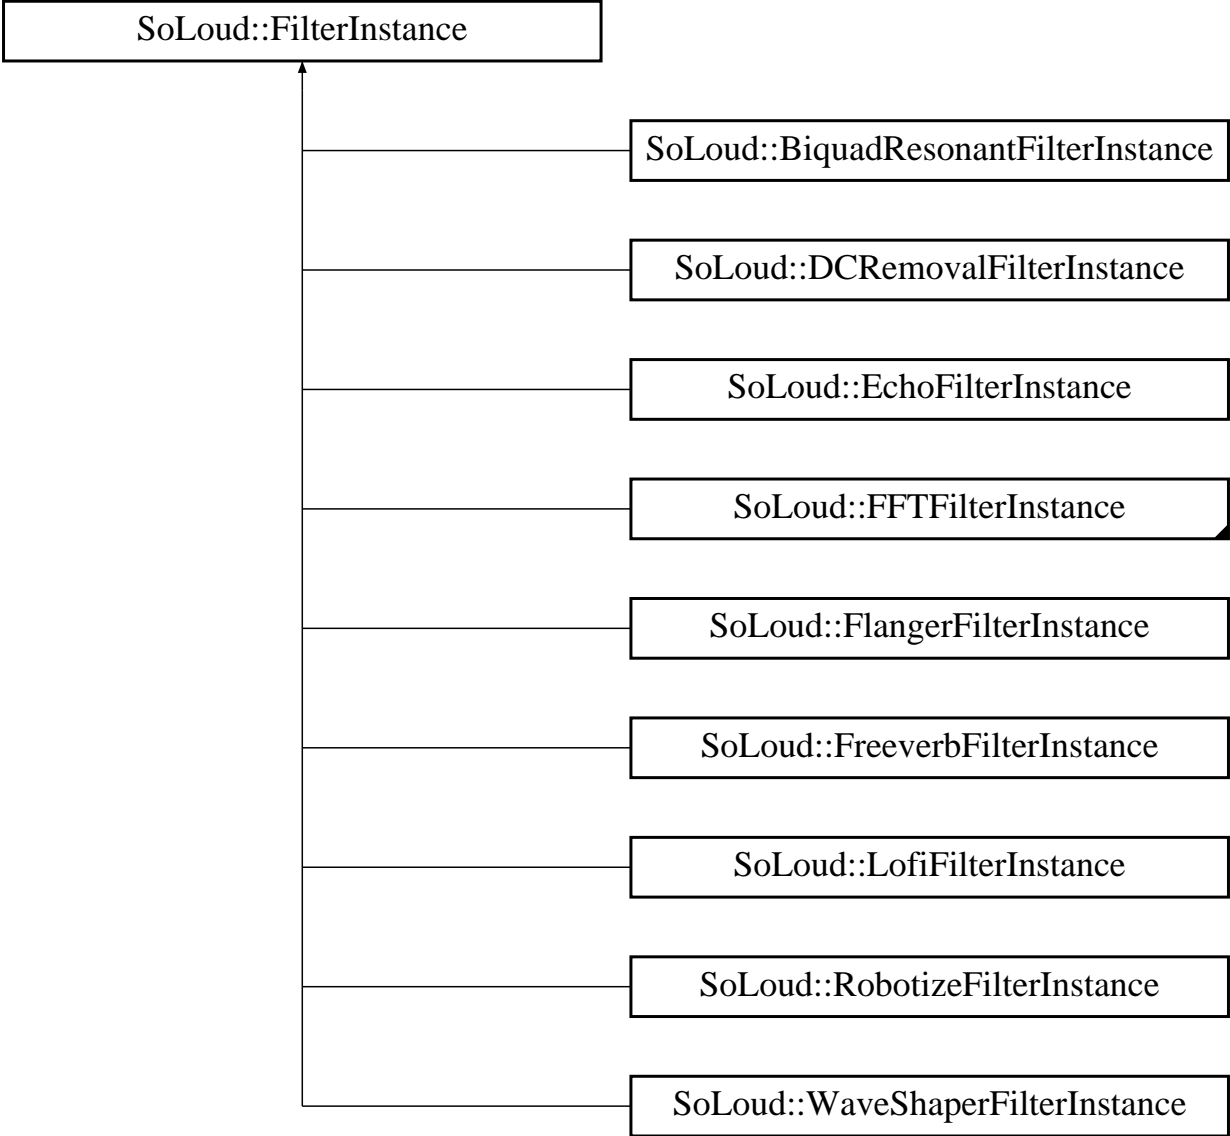 SoLoud::FilterInstance
SoLoud::BiquadResonantFilterInstance
SoLoud::DCRemovalFilterInstance
SoLoud::EchoFilterInstance
SoLoud::FFTFilterInstance
SoLoud::FlangerFilterInstance
SoLoud::FreeverbFilterInstance
SoLoud::LofiFilterInstance
SoLoud::RobotizeFilterInstance
SoLoud::WaveShaperFilterInstance